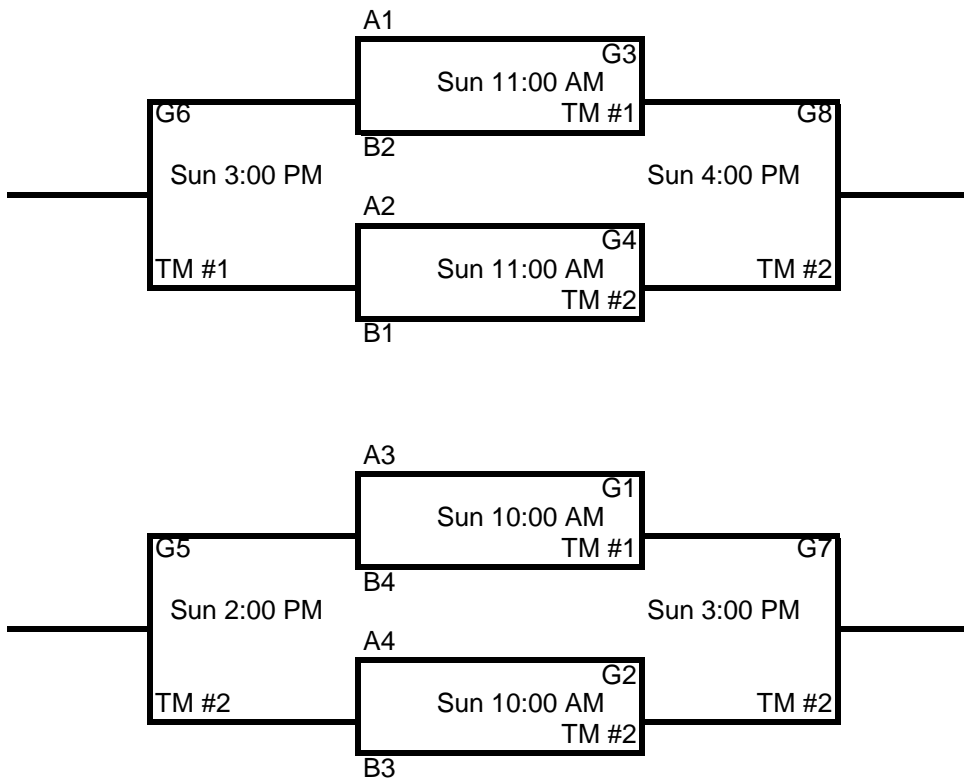 A1
G3
Sun 11:00 AM
TM #1
B2
G6
Sun 3:00 PM
TM #1
G8
Sun 4:00 PM
TM #2
A2
G4
Sun 11:00 AM
TM #2
B1
A3
G1
Sun 10:00 AM
TM #1
B4
G5
Sun 2:00 PM
TM #2
G7
Sun 3:00 PM
TM #2
A4
G2
Sun 10:00 AM
TM #2
B3